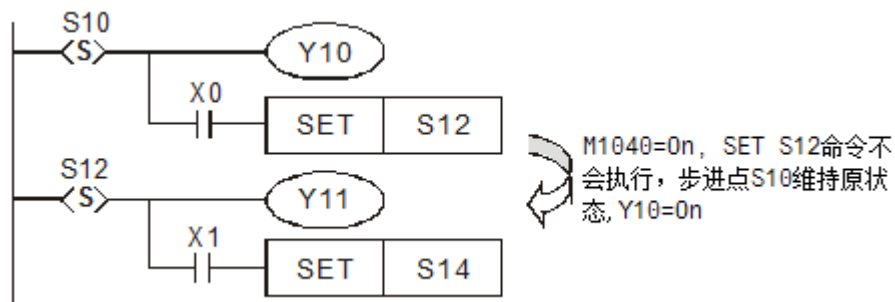 S10
S
Y10
X0
SET S12
S12
S
Y11
X1
SET S14
M1040=On, SET S12命令不
会执行，步进点S10维持原状
态,Y10=On